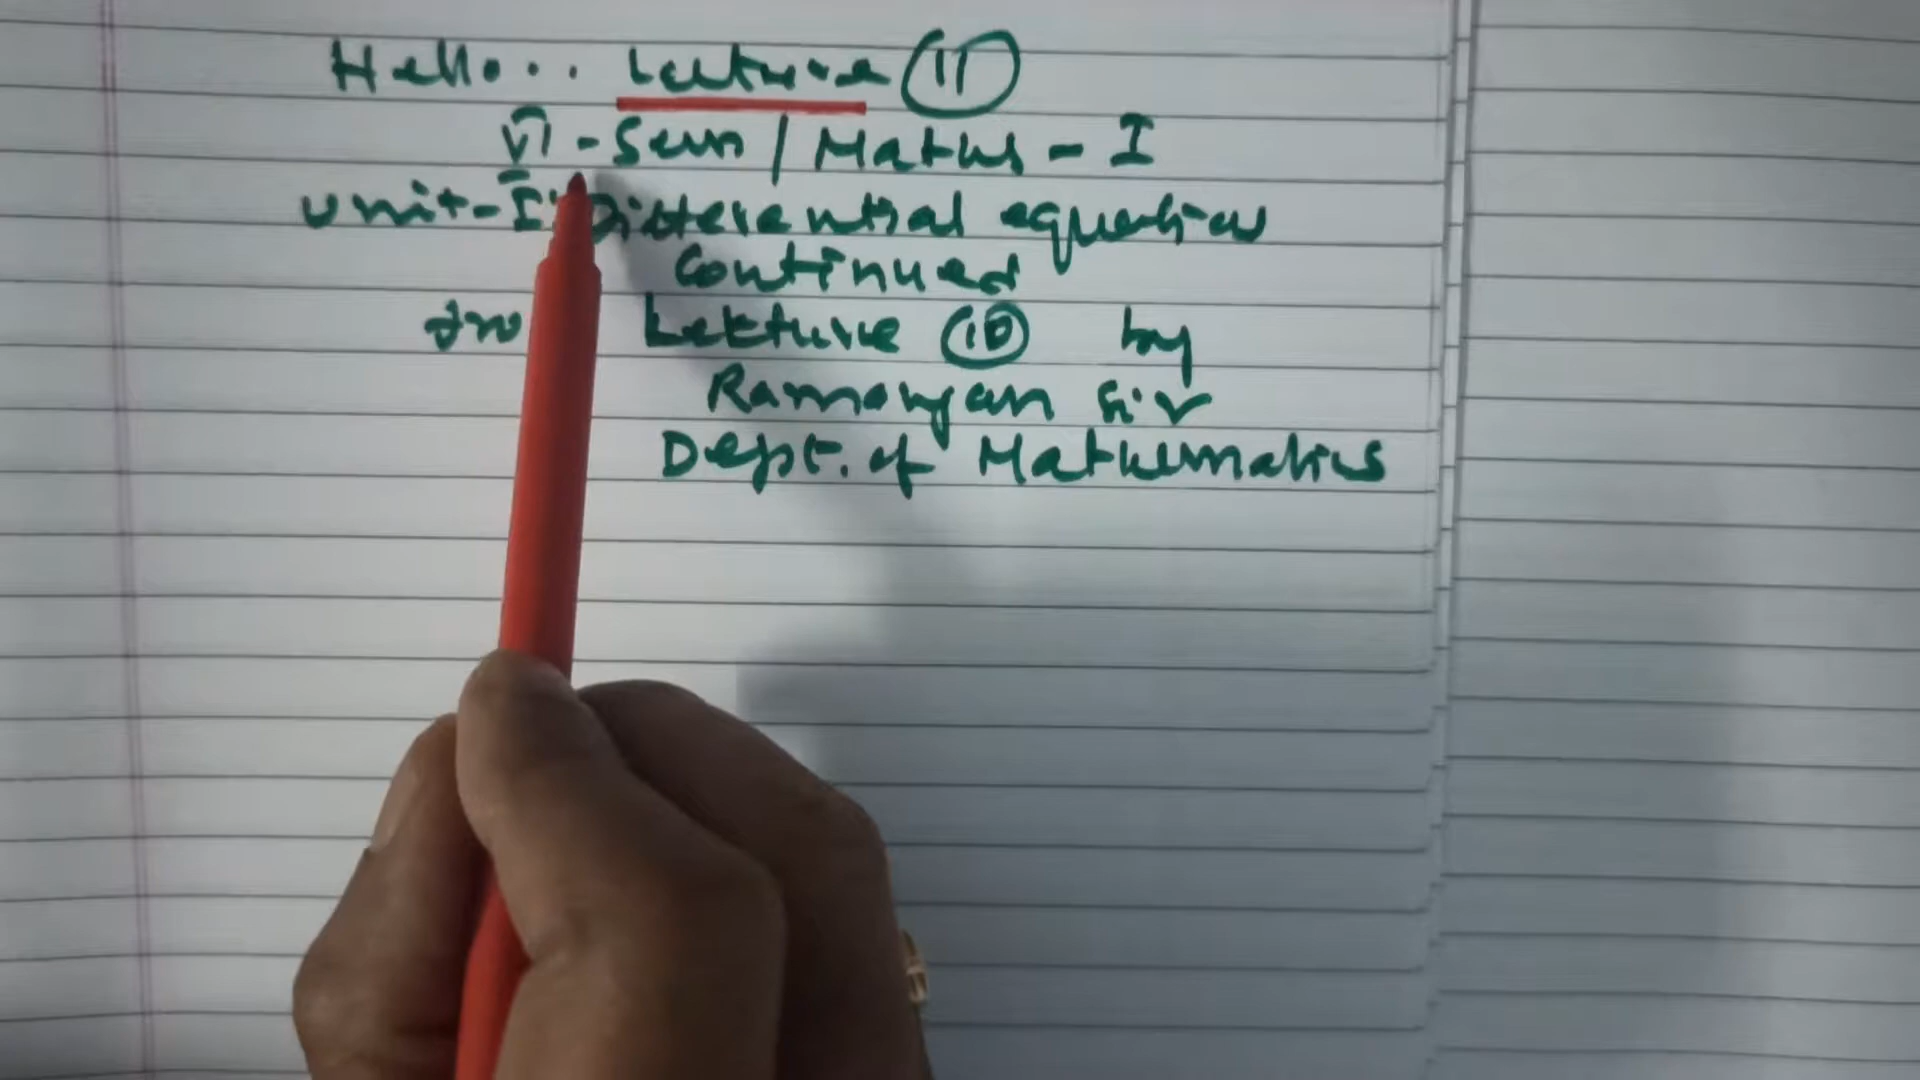 Hello... Lecture 11
VI - Sem / Maths - I
unit - I Differential equation
Continued
Lecture 10 by
Ramayan Sir
Dept. of Mathematics